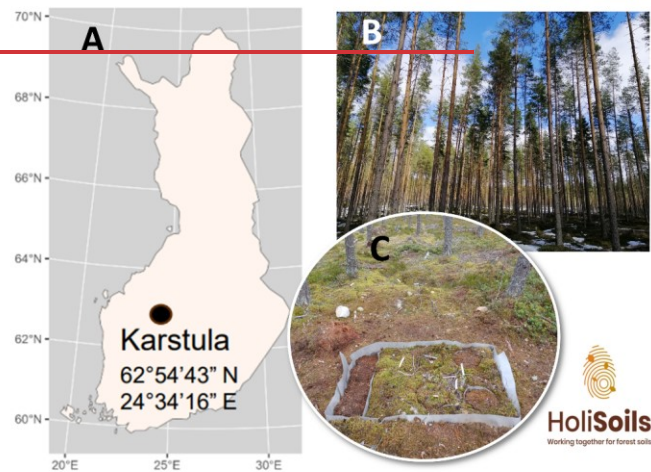 70°N
A
B
68°N
66°N
64°N
C
Karstula
62°N
62°54'43” N
24°34'16” E
60°N
HoliSoils
Working together for forest soils
20°E
25°E
30°E